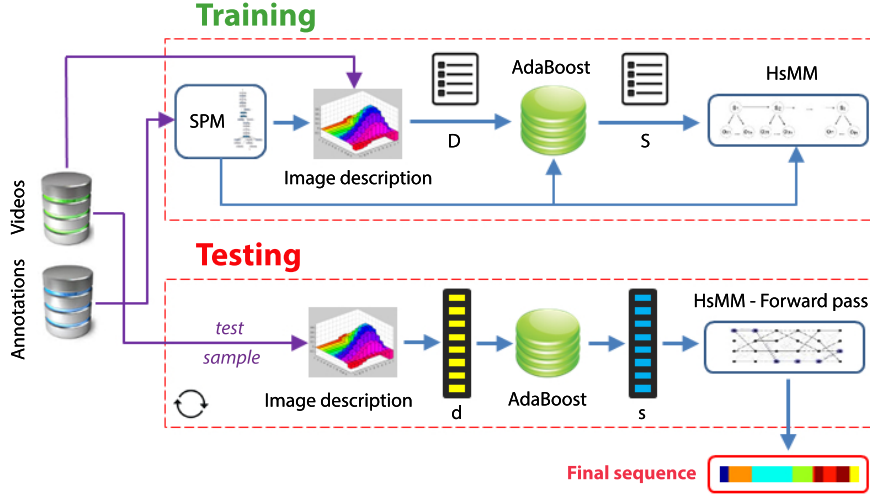 Training
AdaBoost
HsMM
SPM
D
S
Image description
Videos
Annotations
Testing
HsMM - Forward pass
test
sample
Image description
d
AdaBoost
s
Final sequence